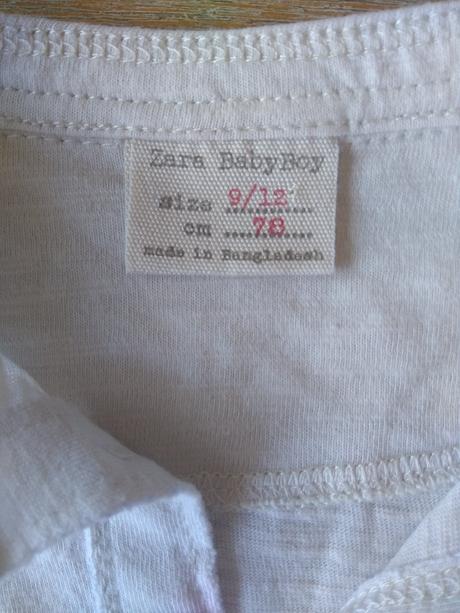 Zara BabyBoy
size 9/12
cm 78
made in Bangladesh